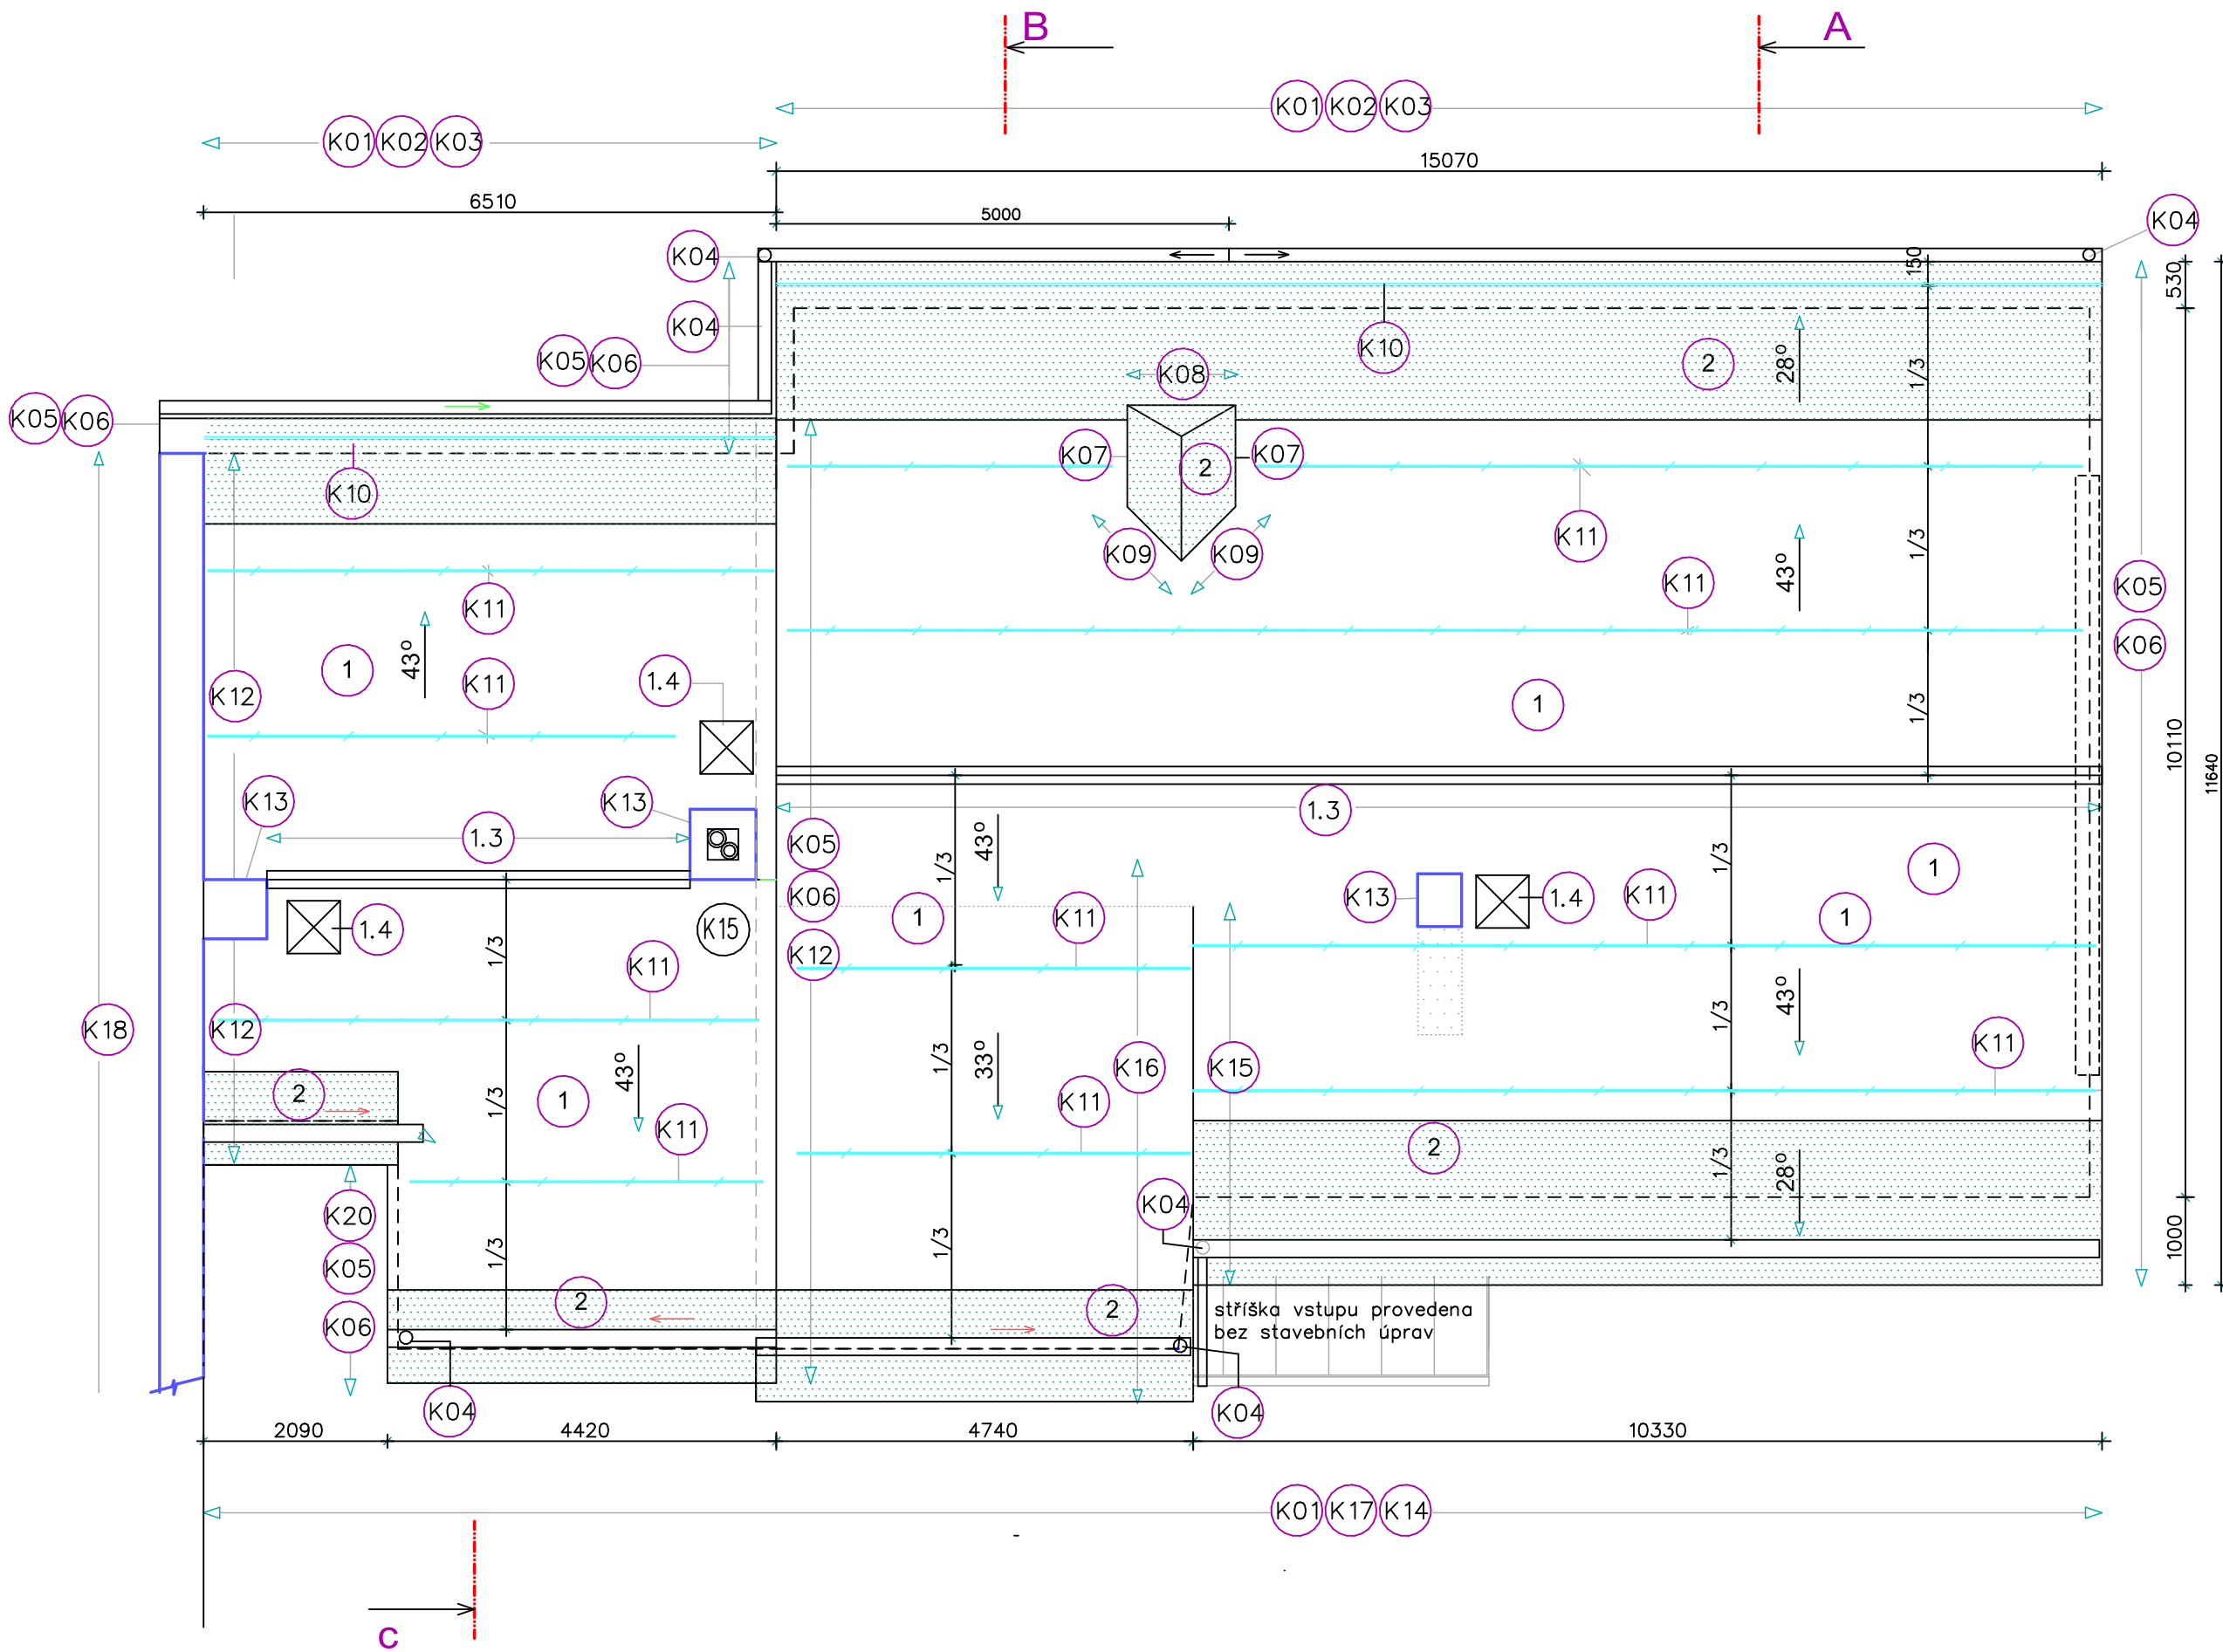 B
A
K01 K02 K03
K01 K02 K03
15070
6510
5000
K04
K04
150
530
K04
K05 K06
K10
2
28°
1/3
K08
K05 K06
K07
2
K07
K10
K09
K09
K11
43°
1/3
K11
K05
K11
K06
1
43°
K11
1.4
K12
1
1/3
10110
11640
K13
K13
1.3
1.3
K05
43°
1/3
1/3
1
K06
1
K11
K13
1.4
K11
1
1.4
K15
1/3
K12
K11
43°
K18
K12
1/3
33°
K16
K15
1/3
K11
2
1/3
43°
1
K11
K11
2
1/3
28°
K20
K04
1/3
1/3
1000
K05
2
2
K06
stříška vstupu provedena
bez stavebních úprav
K04
K04
2090
4420
4740
10330
K01 K17 K14
c